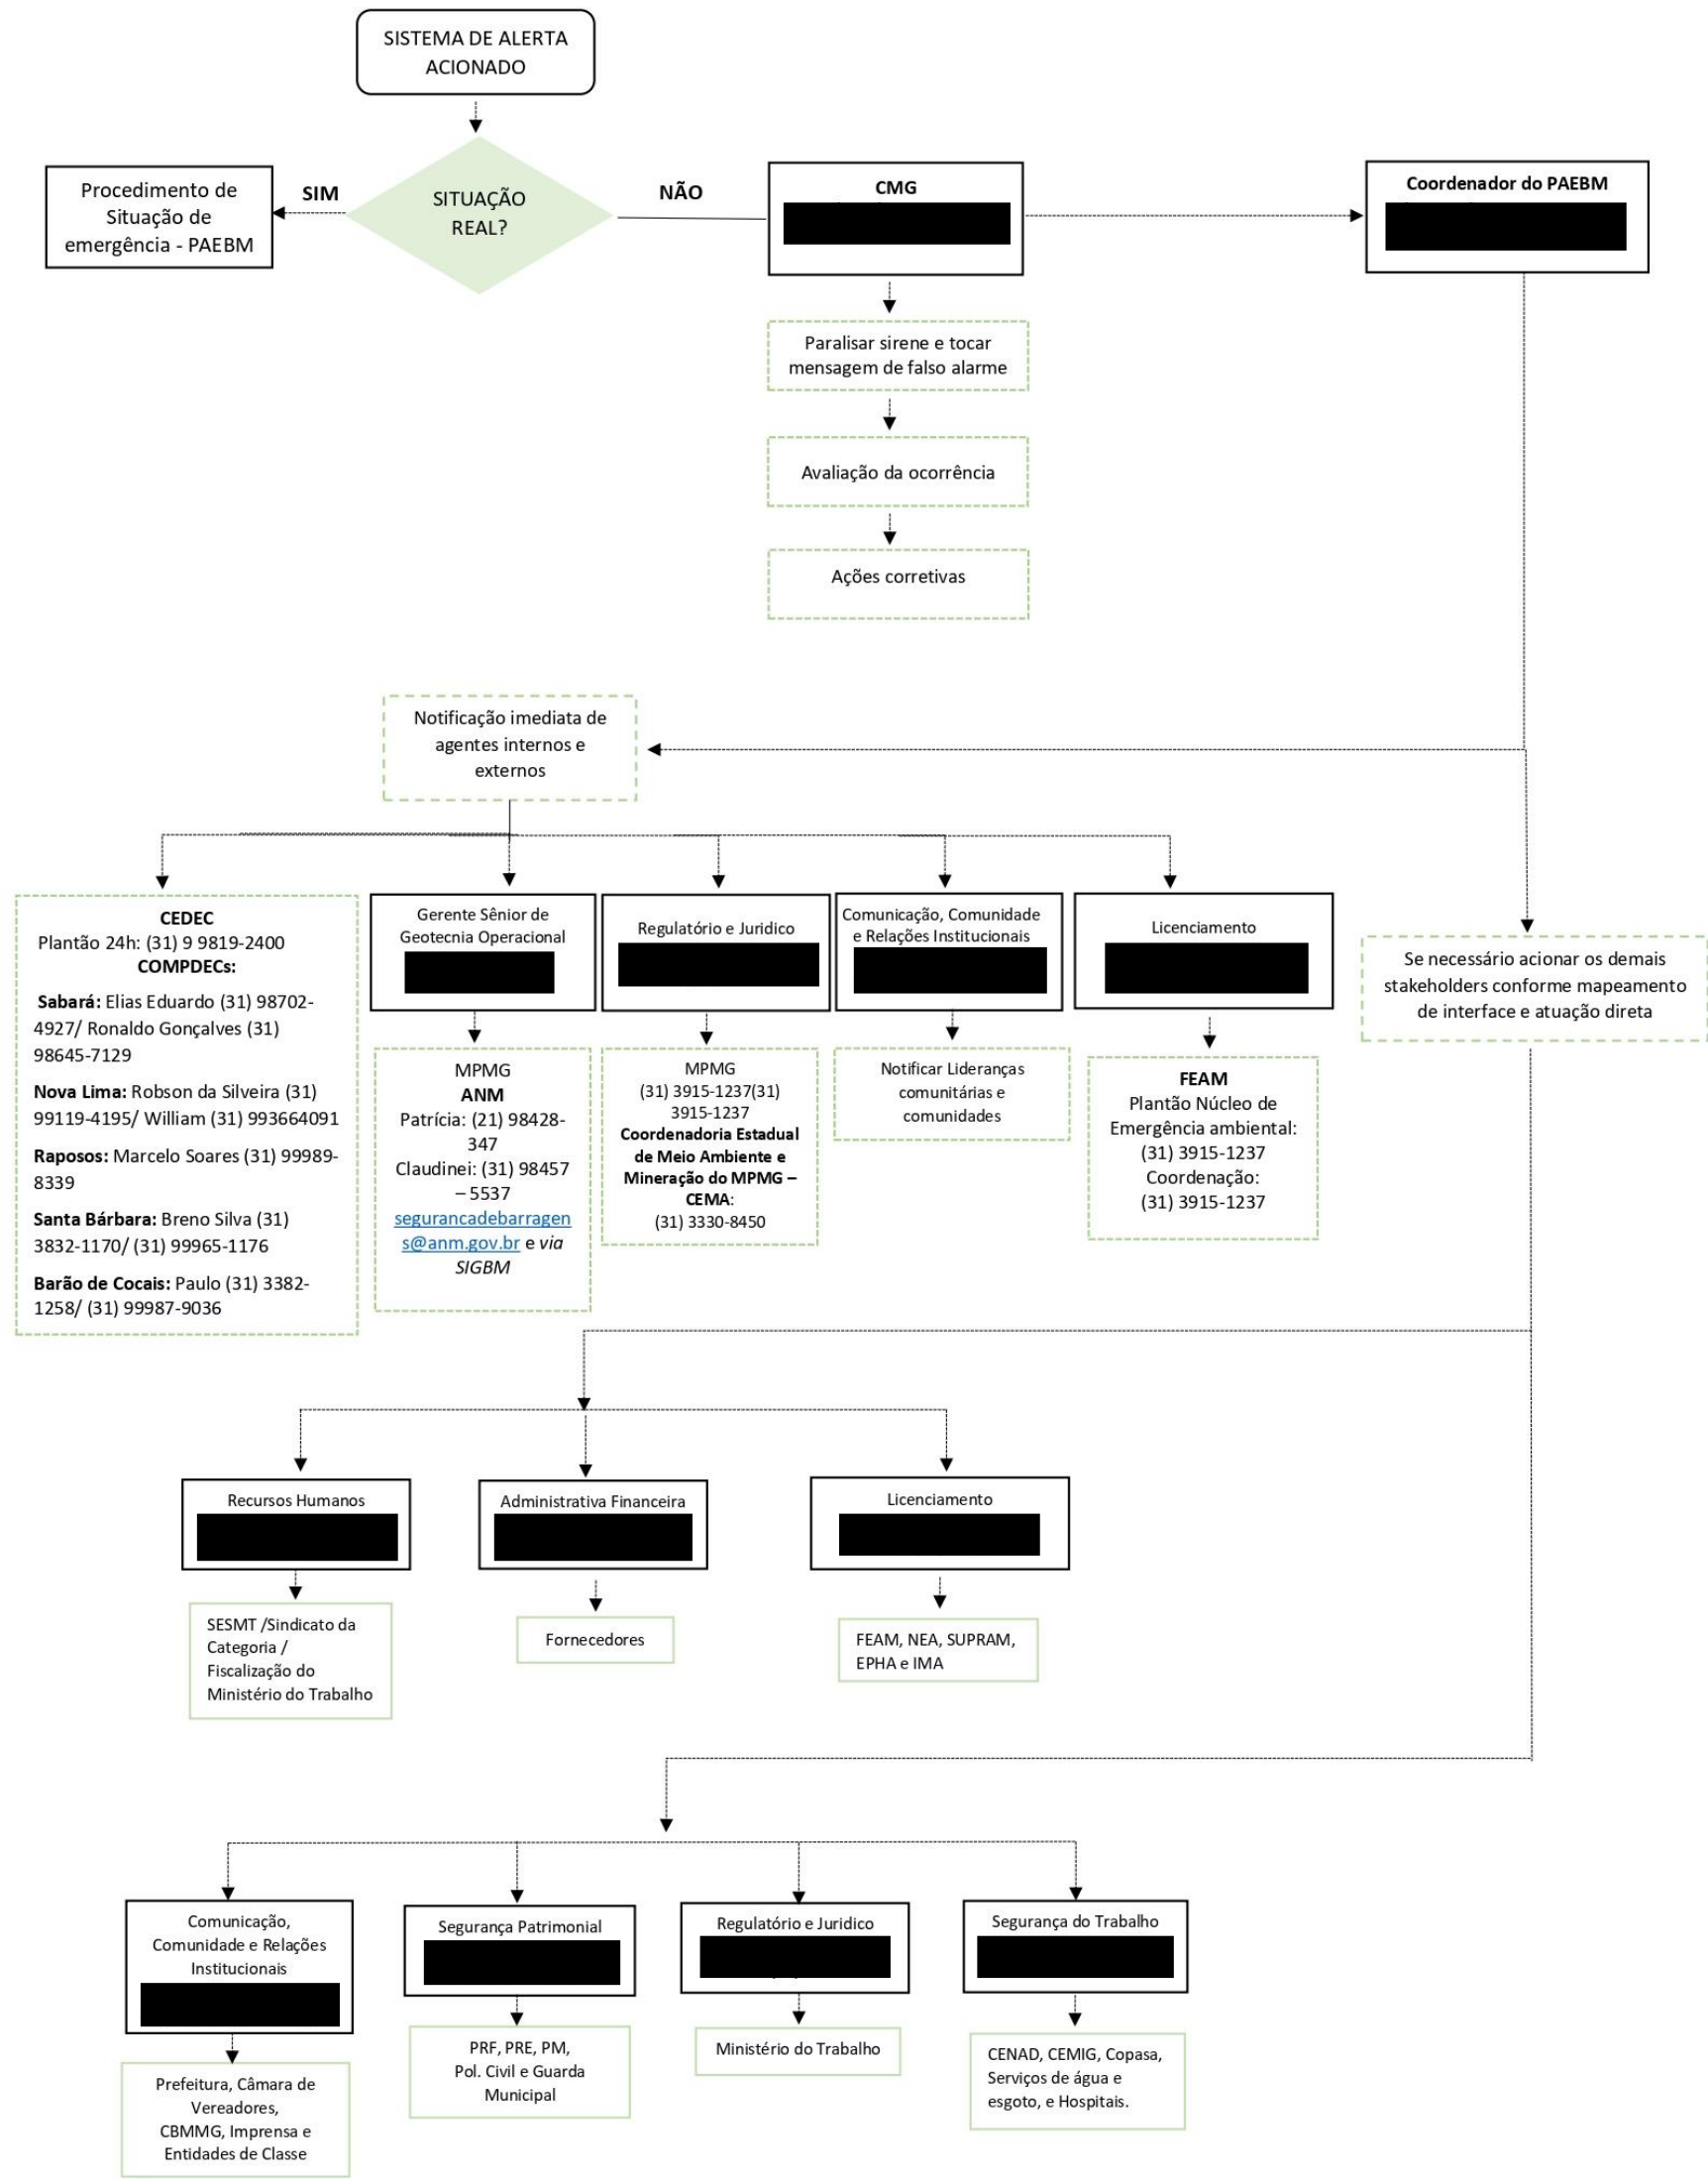 SISTEMA DE ALERTA
ACIONADO
Procedimento de
Situação de
emergência - PAEBM
SIM
SITUAÇÃO
REAL?
NÃO
CMG
Coordenador do PAEBM
Paralisar sirene e tocar
mensagem de falso alarme
Avaliação da ocorrência
Ações corretivas
Notificação imediata de
agentes internos e
externos
CEDEC
Plantão 24h: (31) 9 9819-2400
COMPDECs:
Sabará: Elias Eduardo (31) 98702-
4927/ Ronaldo Gonçalves (31)
98645-7129
Nova Lima: Robson da Silveira (31)
99119-4195/ William (31) 993664091
Raposos: Marcelo Soares (31) 99989-
8339
Santa Bárbara: Breno Silva (31)
3832-1170/ (31) 99965-1176
Barão de Cocais: Paulo (31) 3382-
1258/ (31) 99987-9036
Gerente Sênior de
Geotecnia Operacional
MPMG
ANM
Patrícia: (21) 98428-
347
Claudinei: (31) 98457
– 5537
segurancadebarragen
s@anm.gov.br e via
SIGBM
Regulatório e Juridico
MPMG
(31) 3915-1237(31)
3915-1237
Coordenadoria Estadual
de Meio Ambiente e
Mineração do MPMG –
CEMA:
(31) 3330-8450
Comunicação, Comunidade
e Relações Institucionais
Notificar Lideranças
comunitárias e
comunidades
Licenciamento
FEAM
Plantão Núcleo de
Emergência ambiental:
(31) 3915-1237
Coordenação:
(31) 3915-1237
Se necessário acionar os demais
stakeholders conforme mapeamento
de interface e atuação direta
Recursos Humanos
SESMT /Sindicato da
Categoria /
Fiscalização do
Ministério do Trabalho
Administrativa Financeira
Fornecedores
Licenciamento
FEAM, NEA, SUPRAM,
EPHA e IMA
Comunicação,
Comunidade e Relações
Institucionais
Prefeitura, Câmara de
Vereadores,
CBMMG, Imprensa e
Entidades de Classe
Segurança Patrimonial
PRF, PRE, PM,
Pol. Civil e Guarda
Municipal
Regulatório e Juridico
Ministério do Trabalho
Segurança do Trabalho
CENAD, CEMIG, Copasa,
Serviços de água e
esgoto, e Hospitais.